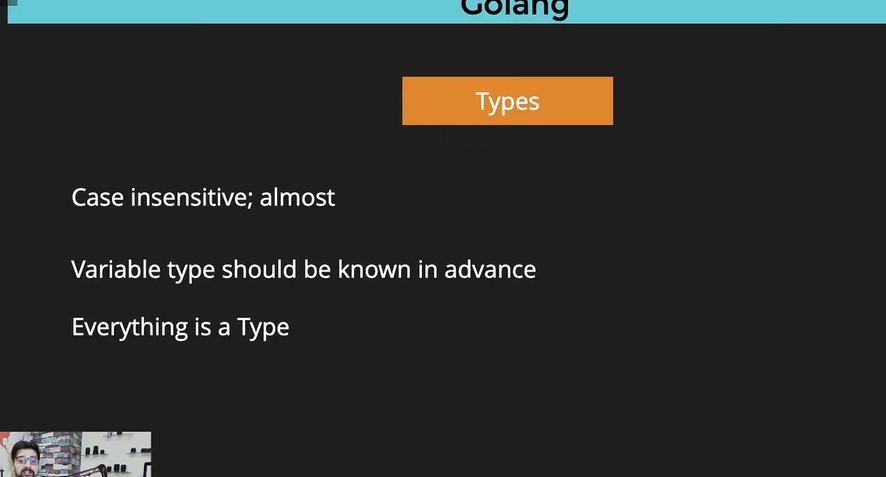 Golang
Types
Case insensitive; almost
Variable type should be known in advance
Everything is a Type